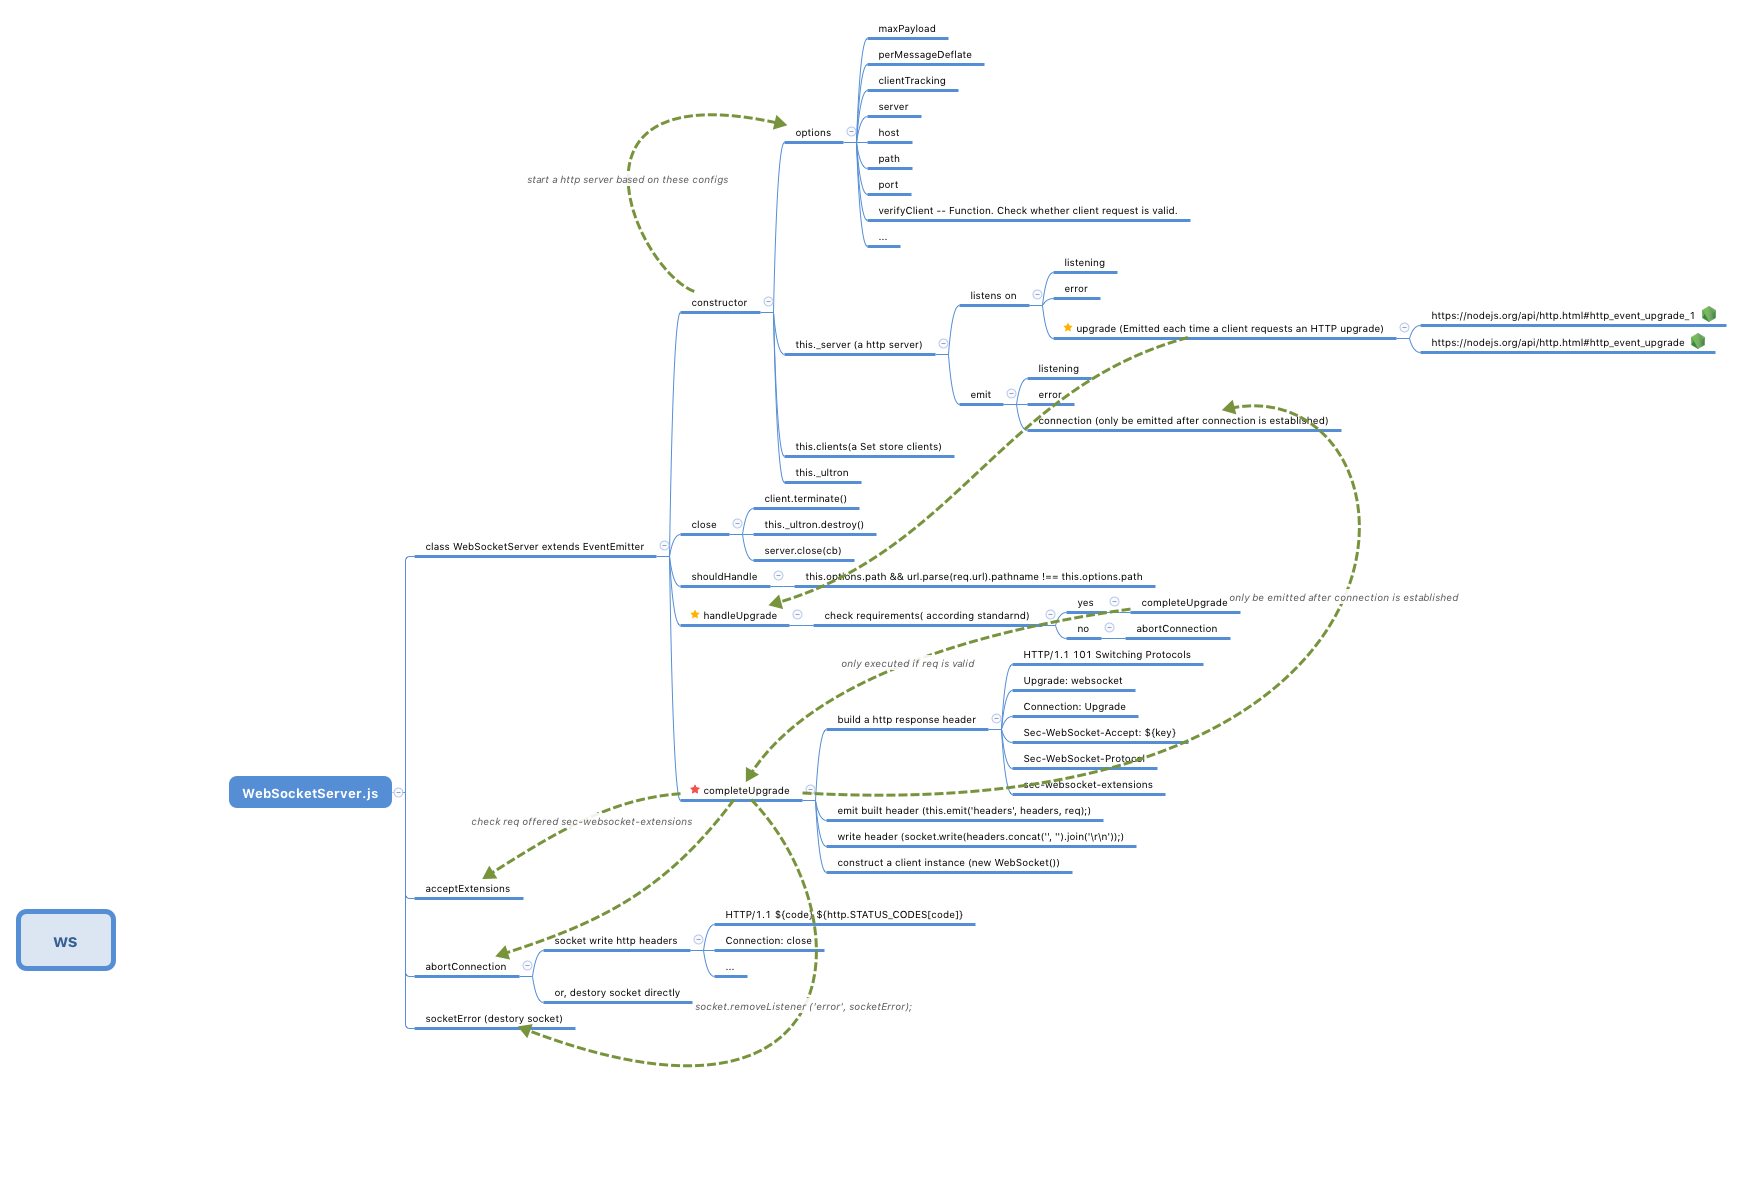 maxPayload
perMessageDeflate
clientTracking
server
options
host
path
start a http server based on these configs
port
verifyClient -- Function. Check whether client request is valid.
...
listening
listens on
error
constructor
https://nodejs.org/api/http.html#http_event_upgrade_1
upgrade (Emitted each time a client requests an HTTP upgrade)
https://nodejs.org/api/http.html#http_event_upgrade
this._server (a http server)
listening
emit
error
connection (only be emitted after connection is established)
this.clients(a Set store clients)
this._ultron
client.terminate()
close
this._ultron.destroy()
class WebSocketServer extends EventEmitter
server.close(cb)
shouldHandle
this.options.path && url.parse(req.url).pathname !== this.options.path
yes
completeUpgrade
only be emitted after connection is established
handleUpgrade
check requirements( according standarnd)
no
abortConnection
only executed if req is valid
HTTP/1.1 101 Switching Protocols
Upgrade: websocket
Connection: Upgrade
build a http response header
Sec-WebSocket-Accept: ${key}
Sec-WebSocket-Protocol
sec-websocket-extensions
WebSocketServer.js
completeUpgrade
emit built header (this.emit('headers', headers, req);)
check req offered sec-websocket-extensions
write header (socket.write(headers.concat('', '').join('\r\n'));)
construct a client instance (new WebSocket())
acceptExtensions
HTTP/1.1 ${code} ${http.STATUS_CODES[code]}
ws
socket write http headers
Connection: close
abortConnection
...
or, destory socket directly
socket.removeListener ('error', socketError);
socketError (destory socket)